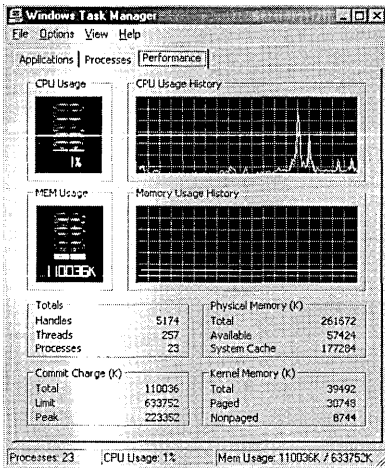 Windows Task Manager
File Options View Help
Applications Processes Performance
CPU Usage
CPU Usage History
1%
MEM Usage
Memory Usage History
110036K
Totals
Handles 5174
Threads 257
Processes 23
Physical Memory (K)
Total 261672
Available 57424
System Cache 177284
Commit Charge (K)
Total 110036
Limit 633752
Peak 223352
Kernel Memory (K)
Total 39492
Paged 30748
Nonpaged 8744
Processes: 23 CPU Usage: 1% Mem Usage: 110036K / 633752K